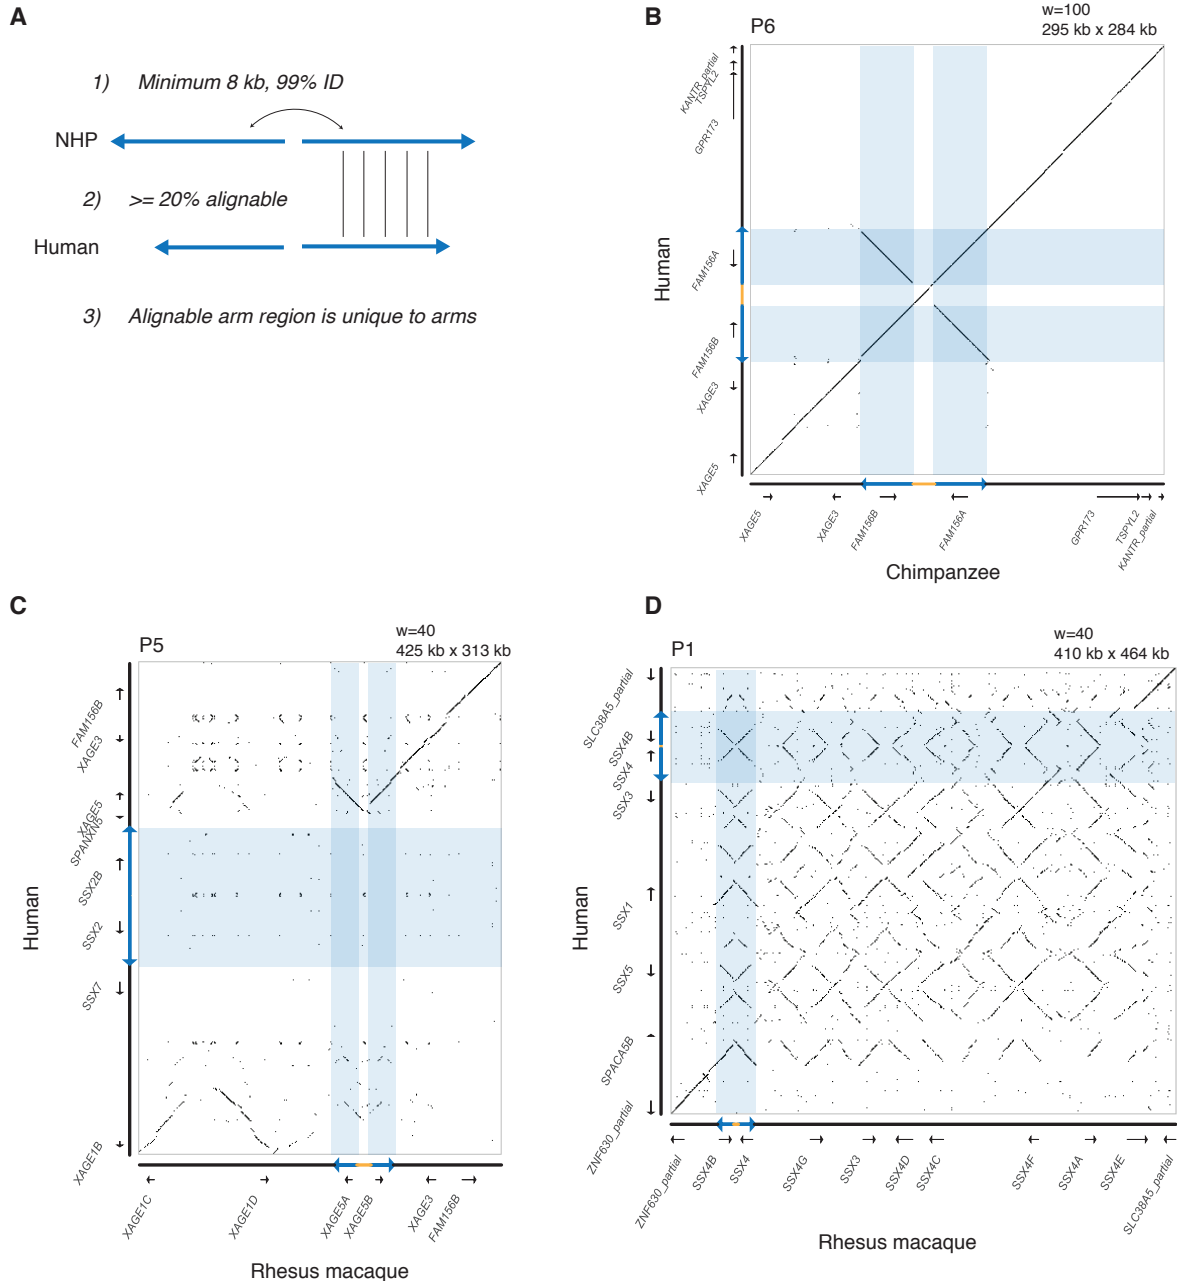 A
1) Minimum 8 kb, 99% ID
NHP
2) >= 20% alignable
Human
3) Alignable arm region is unique to arms
B
P6
w=100
295 kb x 284 kb
KANTR_partial
TSPYL2
GPR173
FAM156A
FAM156B
XAGE3
XAGE5
Human
XAGE5
XAGE3
FAM156B
FAM156A
GPR173
TSPYL2
KANTR_partial
Chimpanzee
C
P5
w=40
425 kb x 313 kb
FAM156B
XAGE3
XAGE5
SPANXN5
SSX2B
SSX2
SSX7
XAGE1B
Human
XAGE1C
XAGE1D
XAGE5A
XAGE5B
XAGE3
FAM156B
Rhesus macaque
D
P1
w=40
410 kb x 464 kb
SLC38A5_partial
SSX4B
SSX4
SSX3
SSX1
SSX5
SPACA5B
ZNF630_partial
Human
ZNF630_partial
SSX4B
SSX4
SSX4G
SSX3
SSX4D
SSX4C
SSX4F
SSX4A
SSX4E
SLC38A5_partial
Rhesus macaque